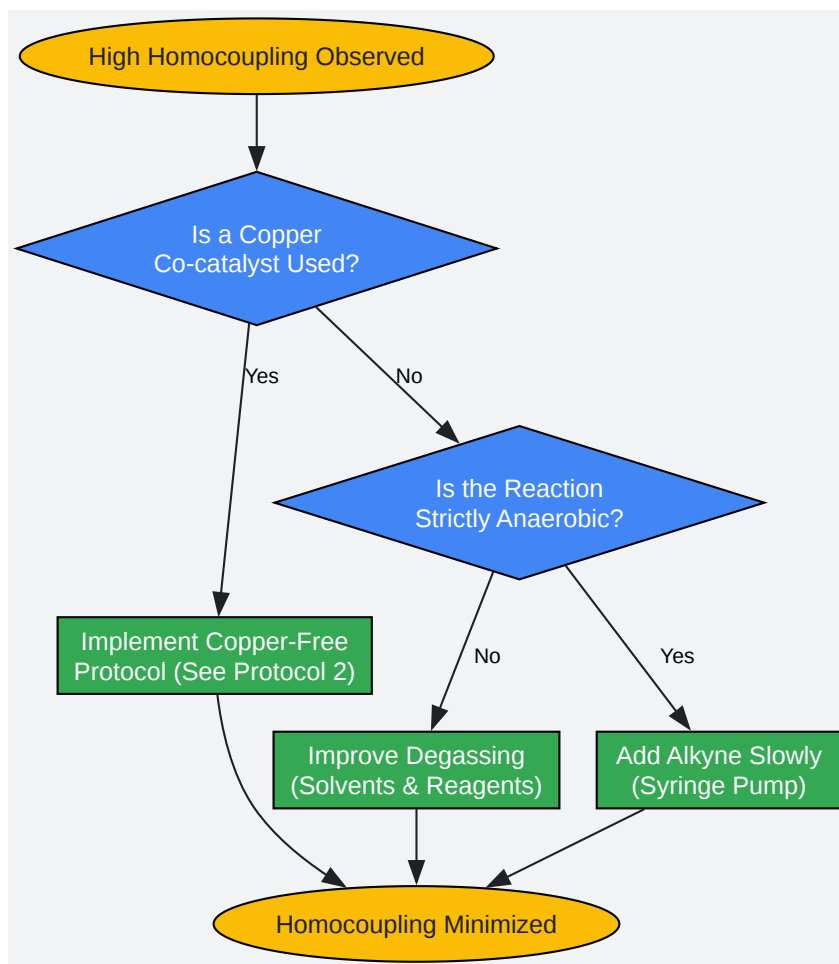 High Homocoupling Observed
Is a Copper
Co-catalyst Used?
Yes
No
Is the Reaction
Strictly Anaerobic?
Implement Copper-Free
Protocol (See Protocol 2)
No
Yes
Improve Degassing
(Solvents & Reagents)
Add Alkyne Slowly
(Syringe Pump)
Homocoupling Minimized